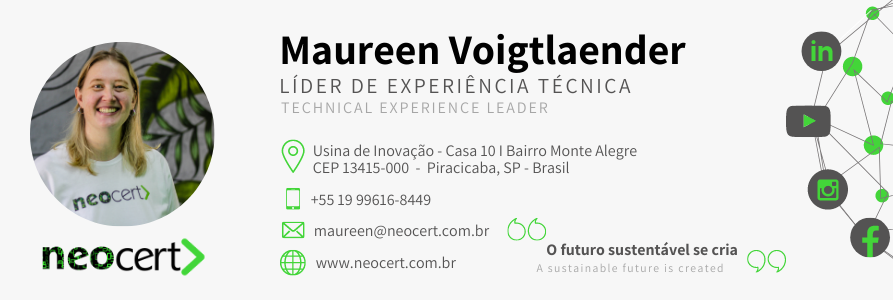 Maureen Voigtlaender
LÍDER DE EXPERIÊNCIA TÉCNICA
TECHNICAL EXPERIENCE LEADER
Usina de Inovação - Casa 10 I Bairro Monte Alegre
CEP 13415-000 - Piracicaba, SP - Brasil
+55 19 99616-8449
maureen@neocert.com.br
www.neocert.com.br
O futuro sustentável se cria
A sustainable future is created
neocert
neocert
in
f